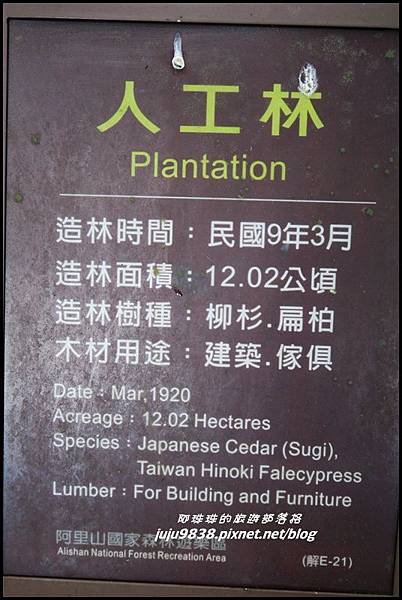 人工林
Plantation
造林時間：民國9年3月
造林面積：12.02公頃
造林樹種：柳杉.扁柏
木材用途：建築.傢俱
Date：Mar,1920
Acreage：12.02 Hectares
Species：Japanese Cedar (Sugi),
Taiwan Hinoki Falecypress
Lumber：For Building and Furniture
阿珠珠的旅遊部落格
juju9838.pixnet.net/blog
阿里山國家森林遊樂區
Alishan National Forest Recreation Area
(解E-21)